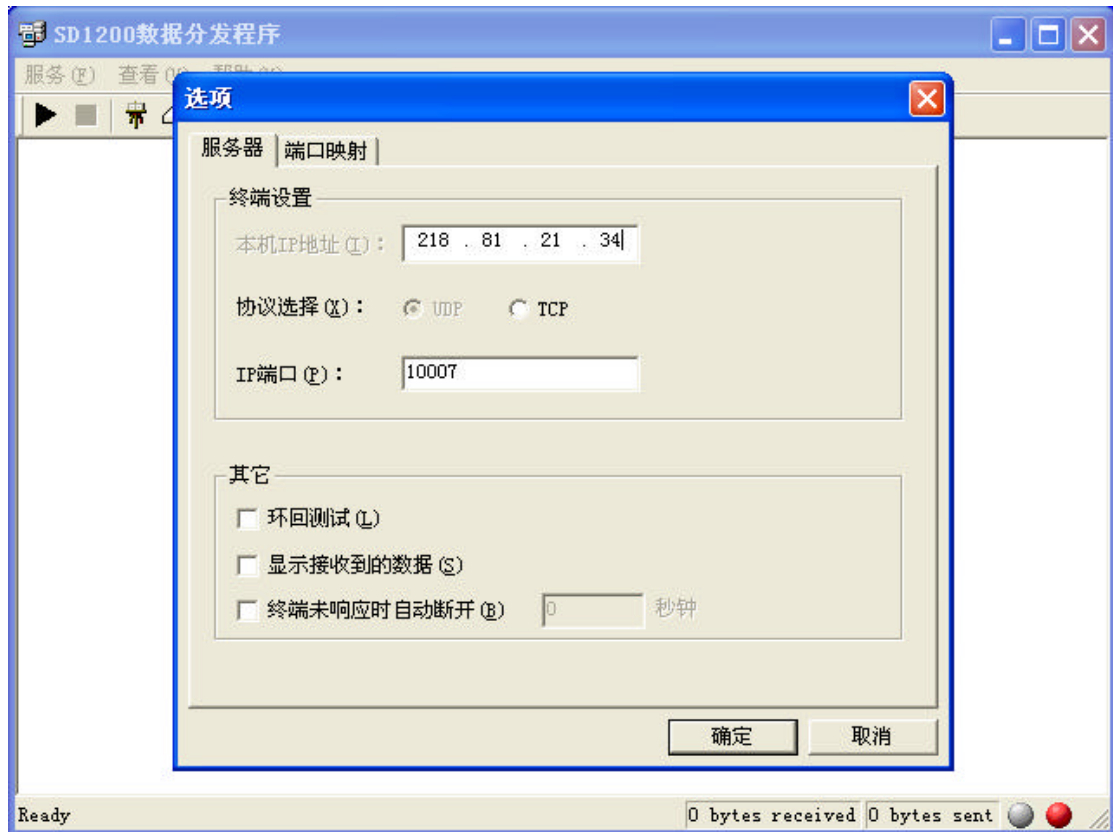 SD1200数据分发程序
服务(F) 查看
选项
服务器 端口映射
终端设置
本机IP地址(I): 218 . 81 . 21 . 34
协议选择(X): UDP TCP
IP端口(P): 10007
其它
环回测试(L)
显示接收到的数据(S)
终端未响应时自动断开(B) 0 秒钟
确定 取消
Ready 0 bytes received 0 bytes sent